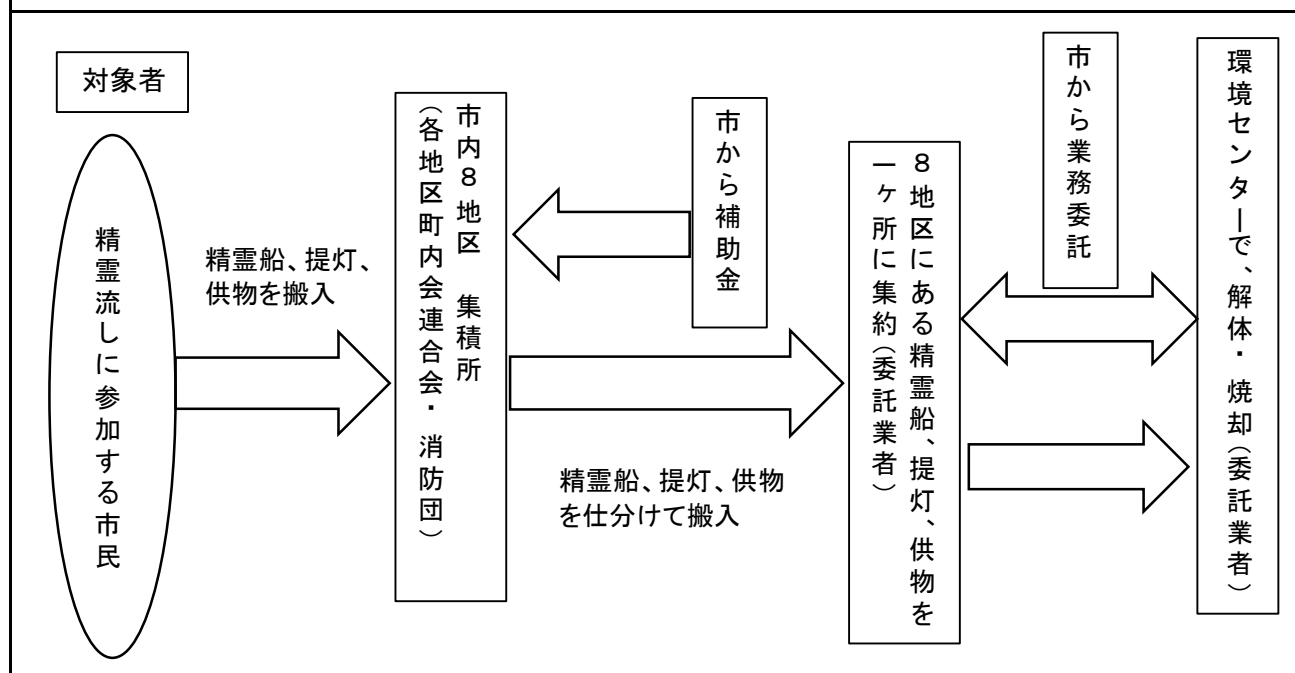 対象者
精霊流しに参加する市民
精霊船、提灯、
供物を搬入
市内８地区　集積所
（各地区町内会連合会・消防団）
市から補助金
精霊船、提灯、供物
を仕分けて搬入
８地区にある精霊船、提灯、供物を
一ヶ所に集約（委託業者）
市から業務委託
環境センターで、解体・焼却（委託業者）